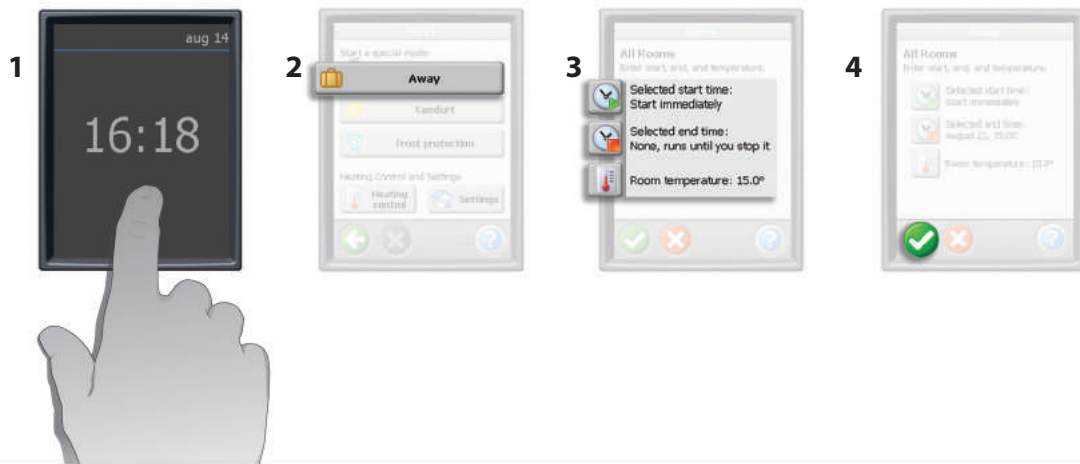 1
aug 14
16:18
2
Start a special mode
Away
Comfort
Frost protection
Heating Control and Settings
Heating control
Settings
3
All Rooms
Enter start, end, and temperature.
Selected start time:
Start immediately
Selected end time:
None, runs until you stop it
Room temperature: 15.0°
4
All Rooms
Enter start, end, and temperature.
Selected start time:
Start immediately
Selected end time:
Room temperature: